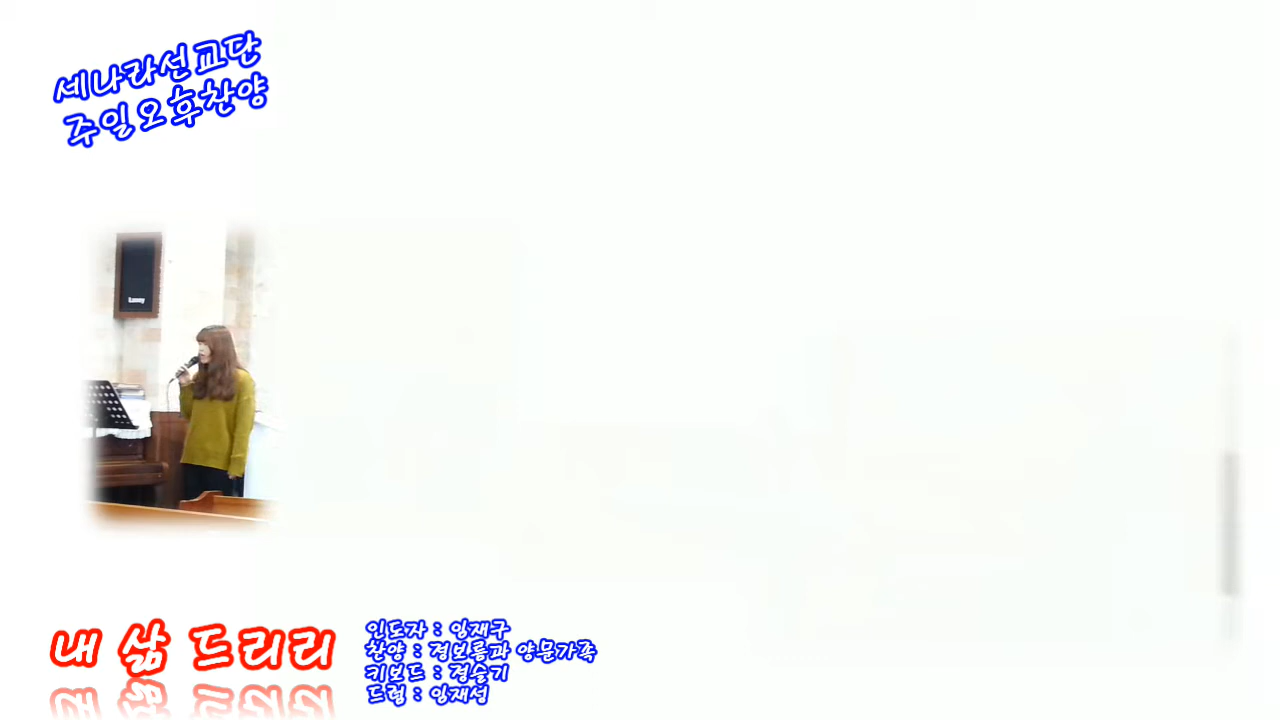 세나라선교단
주일오후찬양
Laney
내 삶 드리리
인도자 : 임재구
찬양 : 정보름과 양문가족
키보드 : 정슬기
드럼 : 임재섭